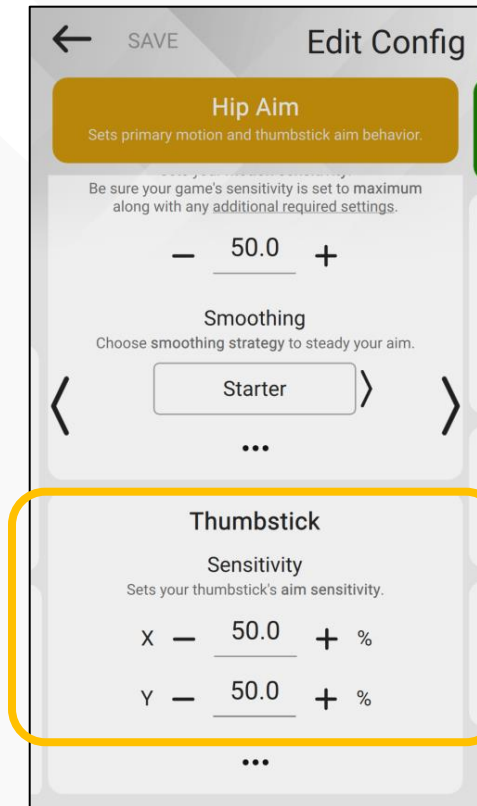 SAVE Edit Config
Hip Aim
Sets primary motion and thumbstick aim behavior.
Be sure your game's sensitivity is set to maximum
along with any additional required settings.
− 50.0 +
Smoothing
Choose smoothing strategy to steady your aim.
Starter
•••
Thumbstick
Sensitivity
Sets your thumbstick's aim sensitivity.
X − 50.0 + %
Y − 50.0 + %
•••